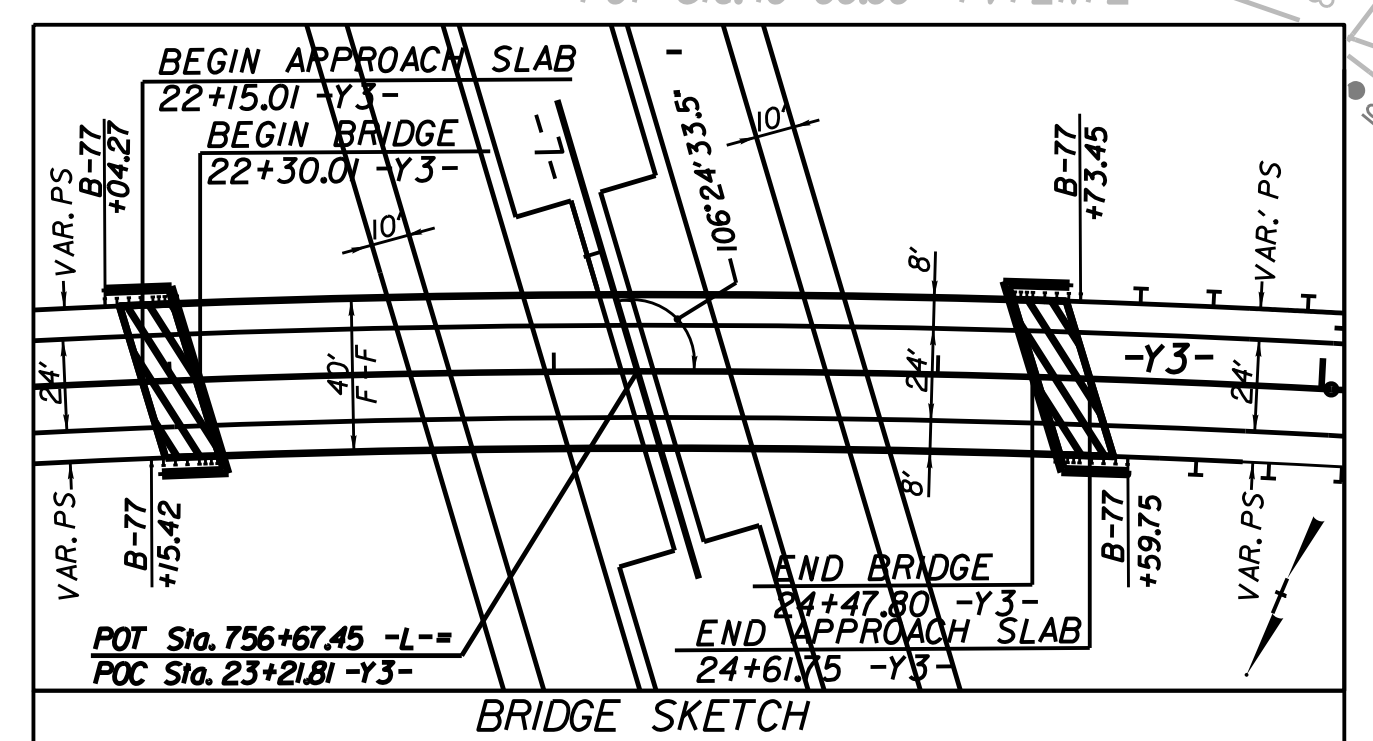 BEGIN APPROACH SLAB
22+15.01 -Y3-
BEGIN BRIDGE
22+30.01 -Y3-
B-77
+04.27
VAR. PS
10'
-L-
106°24'33.5"
10'
B-77
+73.45
VAR.' PS
8'
24'
40'
F-F
24'
-Y3-
24'
8'
VAR. PS
B-77
+15.42
B-77
+59.75
VAR. PS
END BRIDGE
24+47.80 -Y3-
END APPROACH SLAB
24+61.75 -Y3-
POT Sta. 756+67.45 -L-=
POC Sta. 23+21.81 -Y3-
BRIDGE SKETCH